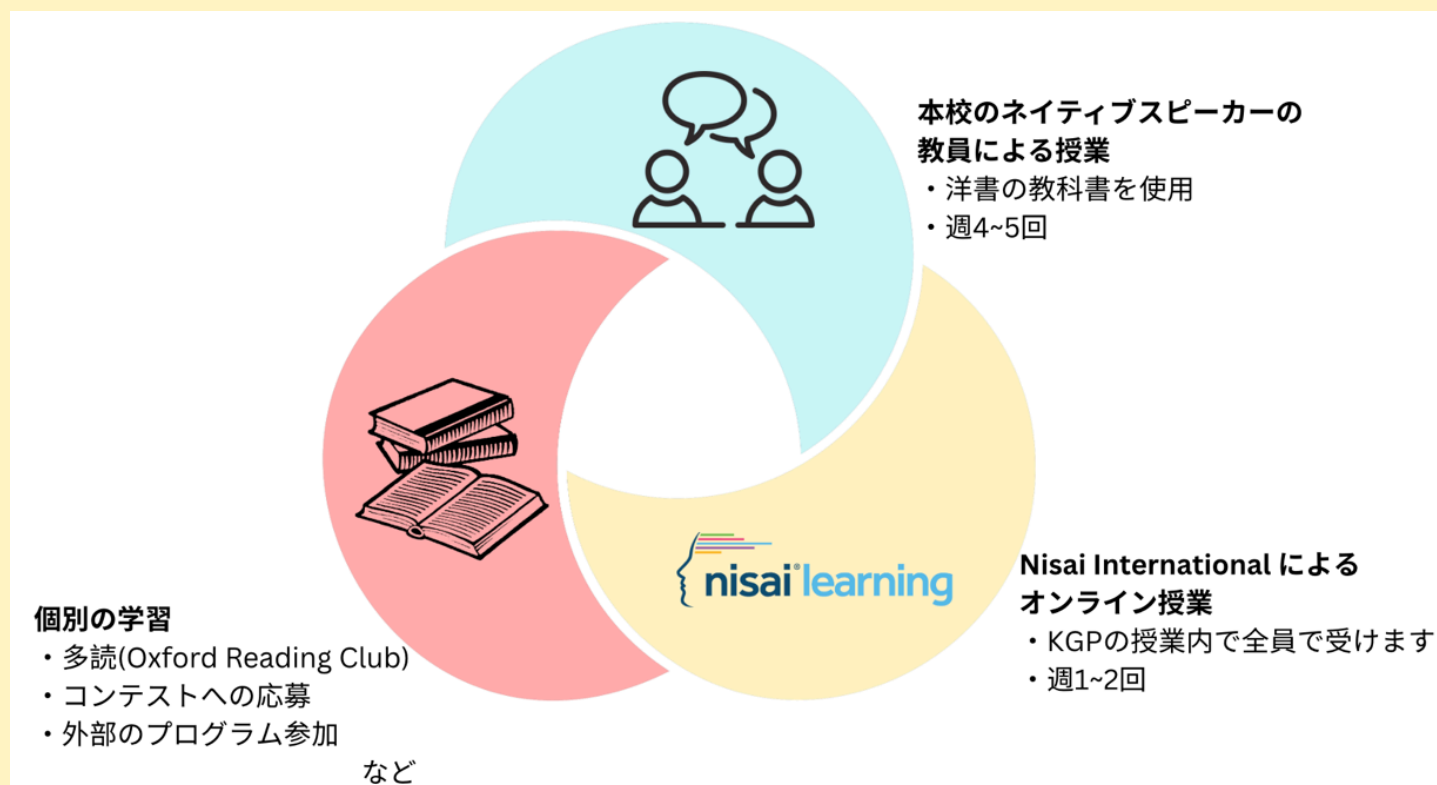 本校のネイティブスピーカーの
教員による授業
・洋書の教科書を使用
・週4~5回
nisai learning
Nisai International による
オンライン授業
・KGPの授業内で全員で受けます
・週1~2回
個別の学習
・多読(Oxford Reading Club)
・コンテストへの応募
・外部のプログラム参加
など